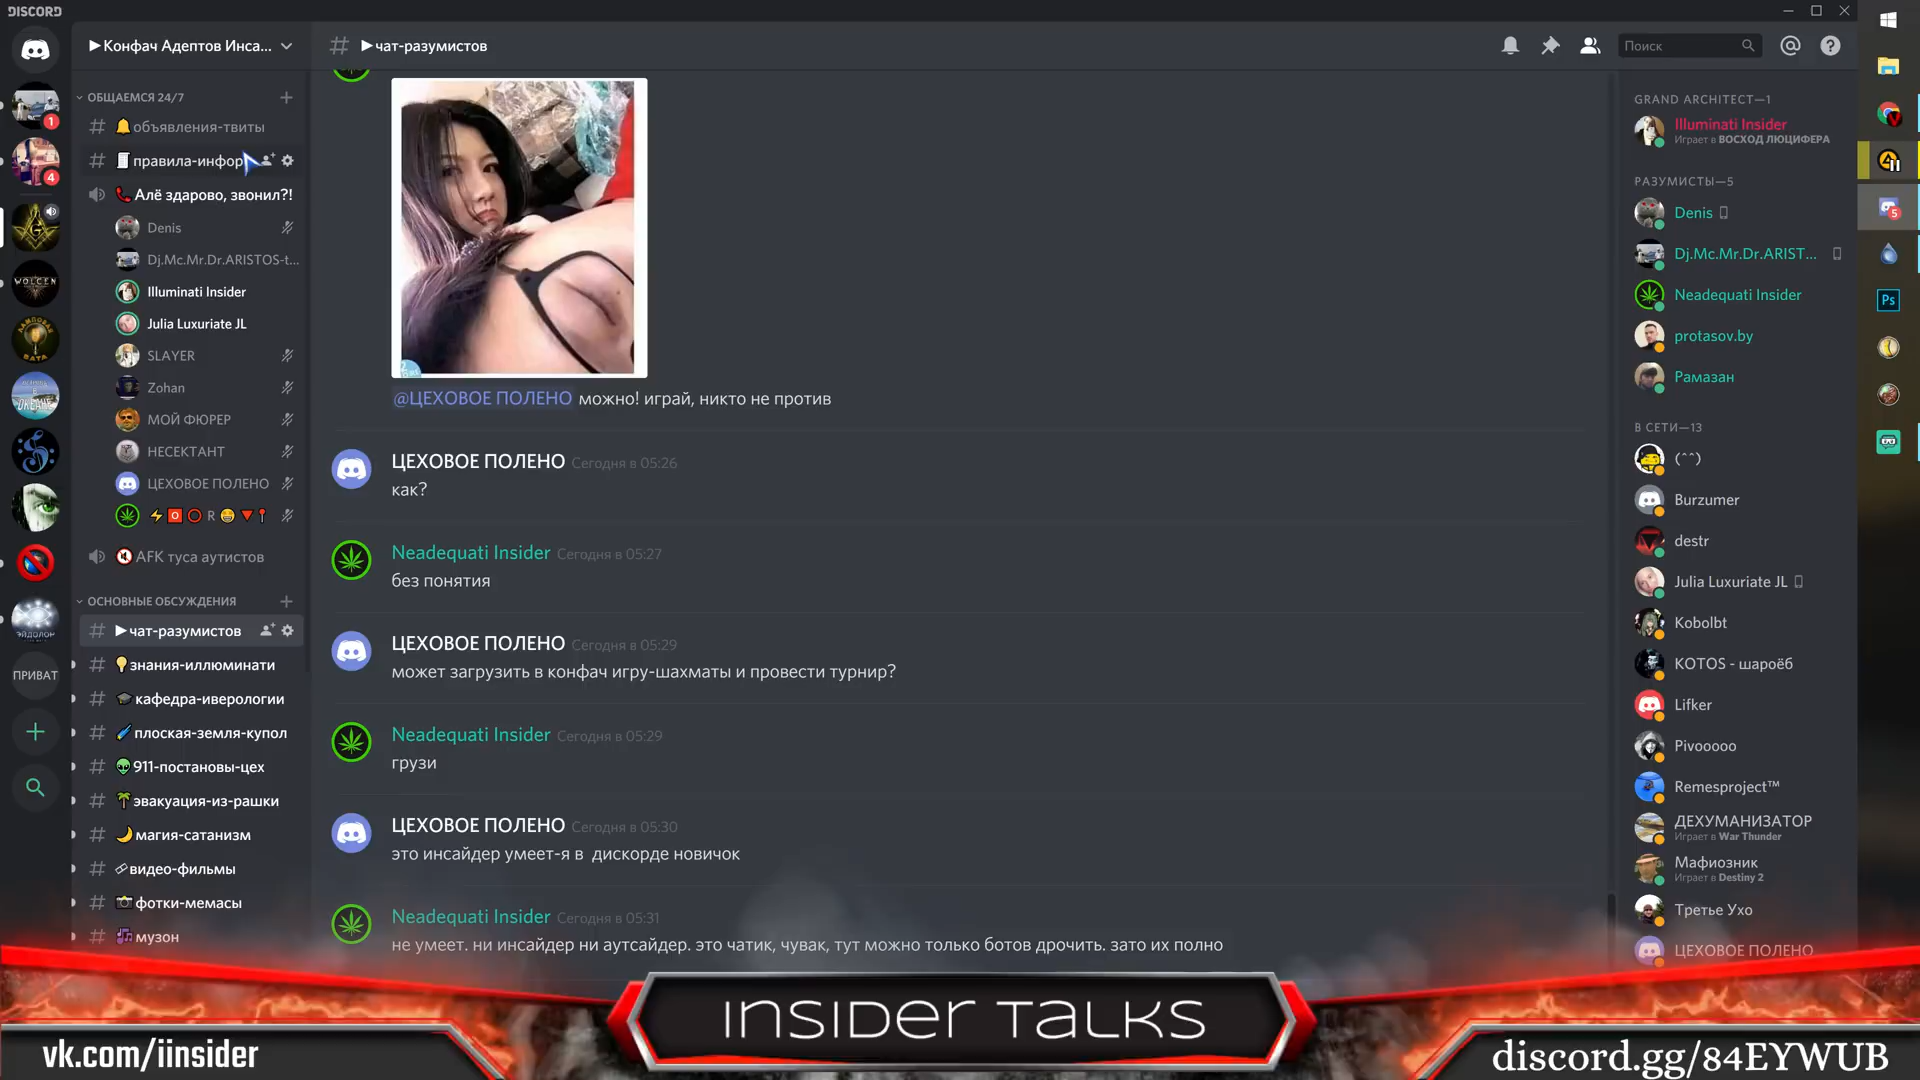 DISCORD
▶Конфач Адептов Инса...
▶чат-разумистов
Поиск
ОБЩАЕМСЯ 24/7
🔔объявления-твиты
правила-инфор
📞Алё здарово, звонил?!
Denis
Dj.Mc.Mr.Dr.ARISTOS-t...
Illuminati Insider
Julia Luxuriate JL
SLAYER
Zohan
МОЙ ФЮРЕР
НЕСЕКТАНТ
ЦЕХОВОЕ ПОЛЕНО
⚡🅾⭕R😀🔻📍
AFK туса аутистов
ОСНОВНЫЕ ОБСУЖДЕНИЯ
▶чат-разумистов
💡знания-иллюминати
🎓кафедра-иверологии
плоская-земля-купол
👽911-постановы-цех
🌴эвакуация-из-рашки
🌙магия-сатанизм
видео-фильмы
📷фотки-мемасы
🎶музон
1
4
WOLCEN
ЭЙДОЛОН
ПРИВАТ
@ЦЕХОВОЕ ПОЛЕНО можно! играй, никто не против
ЦЕХОВОЕ ПОЛЕНО Сегодня в 05:26
как?
Neadequati Insider Сегодня в 05:27
без понятия
ЦЕХОВОЕ ПОЛЕНО Сегодня в 05:29
может загрузить в конфач игру-шахматы и провести турнир?
Neadequati Insider Сегодня в 05:29
грузи
ЦЕХОВОЕ ПОЛЕНО Сегодня в 05:30
это инсайдер умеет-я в дискорде новичок
Neadequati Insider Сегодня в 05:31
не умеет. ни инсайдер ни аутсайдер. это чатик, чувак, тут можно только ботов дрочить. зато их полно
GRAND ARCHITECT—1
Illuminati Insider
Играет в ВОСХОД ЛЮЦИФЕРА
РАЗУМИСТЫ—5
Denis
Dj.Mc.Mr.Dr.ARIST...
Neadequati Insider
protasov.by
Рамазан
В СЕТИ—13
(^^)
Burzumer
destr
Julia Luxuriate JL
Kobolbt
KOTOS - шароёб
Lifker
Pivooooo
Remesproject™
ДЕХУМАНИЗАТОР
Играет в War Thunder
Мафиозник
Играет в Destiny 2
Третье Ухо
ЦЕХОВОЕ ПОЛЕНО
5
Ps
INSIDER TALKS
vk.com/iinsider
discord.gg/84EYWUB